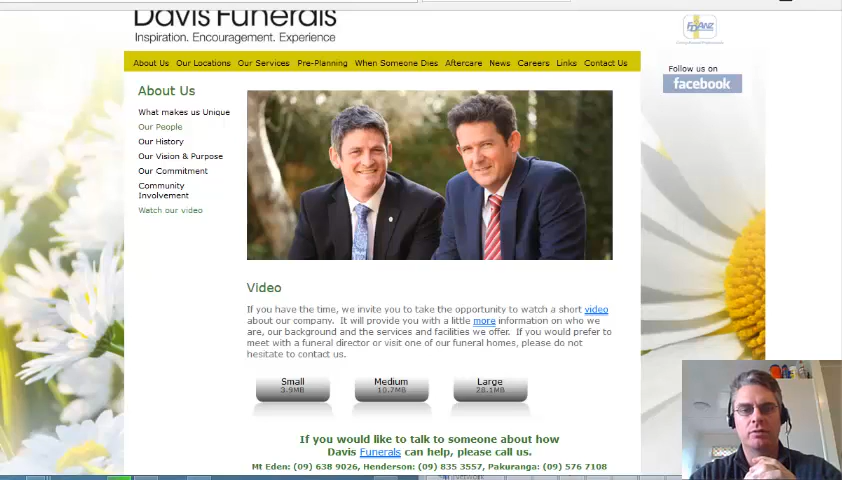 Davis Funerals
Inspiration. Encouragement. Experience
FDANZ
About Us Our Locations Our Services Pre-Planning When Someone Dies Aftercare News Careers Links Contact Us
Follow us on
facebook
About Us
What makes us Unique
Our People
Our History
Our Vision & Purpose
Our Commitment
Community
Involvement
Watch our video
Video
If you have the time, we invite you to take the opportunity to watch a short video
about our company. It will provide you with a little more information on who we
are, our background and the services and facilities we offer. If you would prefer to
meet with a funeral director or visit one of our funeral homes, please do not
hesitate to contact us.
Small Medium Large
3.9MB 10.7MB 28.1MB
If you would like to talk to someone about how
Davis Funerals can help, please call us.
Mt Eden: (09) 638 9026, Henderson: (09) 835 3557, Pakuranga: (09) 576 7108